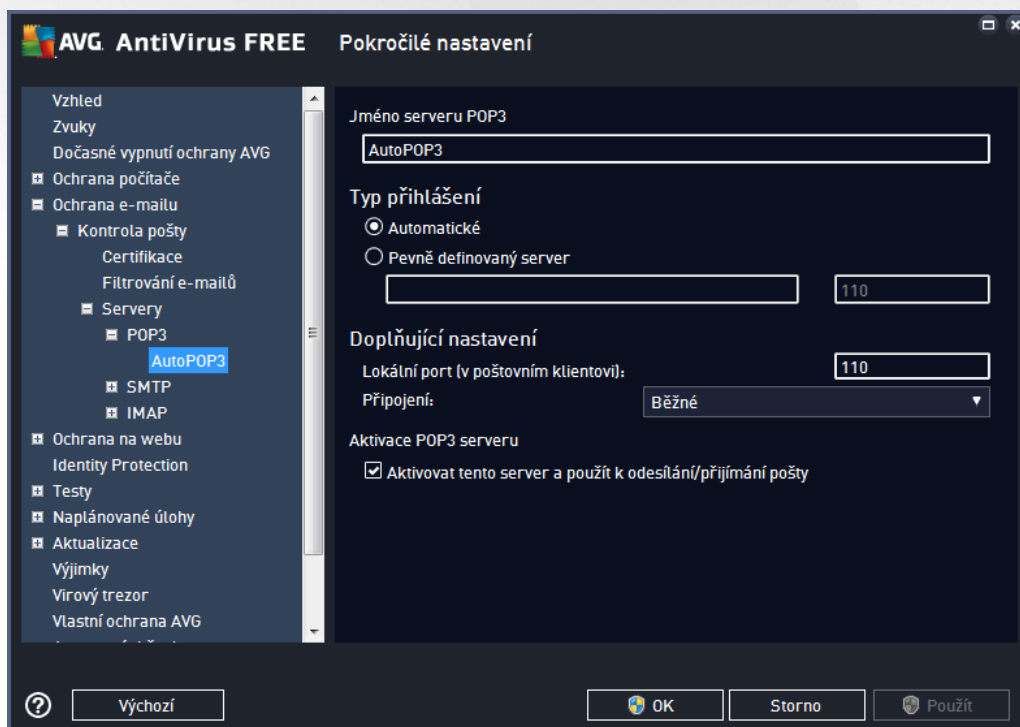 AVG. AntiVirus FREE Pokročilé nastavení
Vzhled
Zvuky
Dočasné vypnutí ochrany AVG
Ochrana počítače
Ochrana e-mailu
Kontrola pošty
Certifikace
Filtrování e-mailů
Servery
POP3
AutoPOP3
SMTP
IMAP
Ochrana na webu
Identity Protection
Testy
Naplánované úlohy
Aktualizace
Výjimky
Virový trezor
Vlastní ochrana AVG
Jméno serveru POP3
AutoPOP3
Typ přihlášení
Automatické
Pevně definovaný server
110
Doplňující nastavení
Lokální port (v poštovním klientovi): 110
Připojení: Běžné
Aktivace POP3 serveru
Aktivovat tento server a použít k odesílání/přijímání pošty
? Výchozí OK Storno Použít